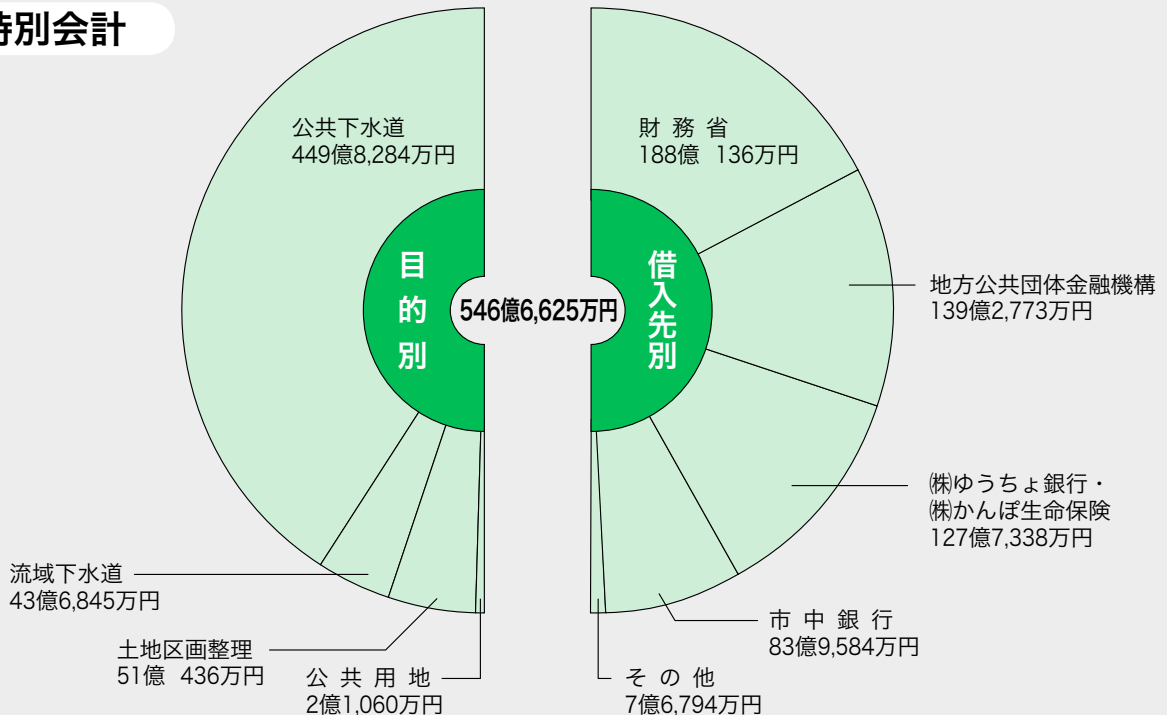 特別会計
公共下水道
449億8,284万円
財務省
188億 136万円
目的別
546億6,625万円
借入先別
地方公共団体金融機構
139億2,773万円
㈱ゆうちょ銀行・
㈱かんぽ生命保険
127億7,338万円
流域下水道
43億6,845万円
土地区画整理
51億 436万円
公共用地
2億1,060万円
その他
7億6,794万円
市中銀行
83億9,584万円